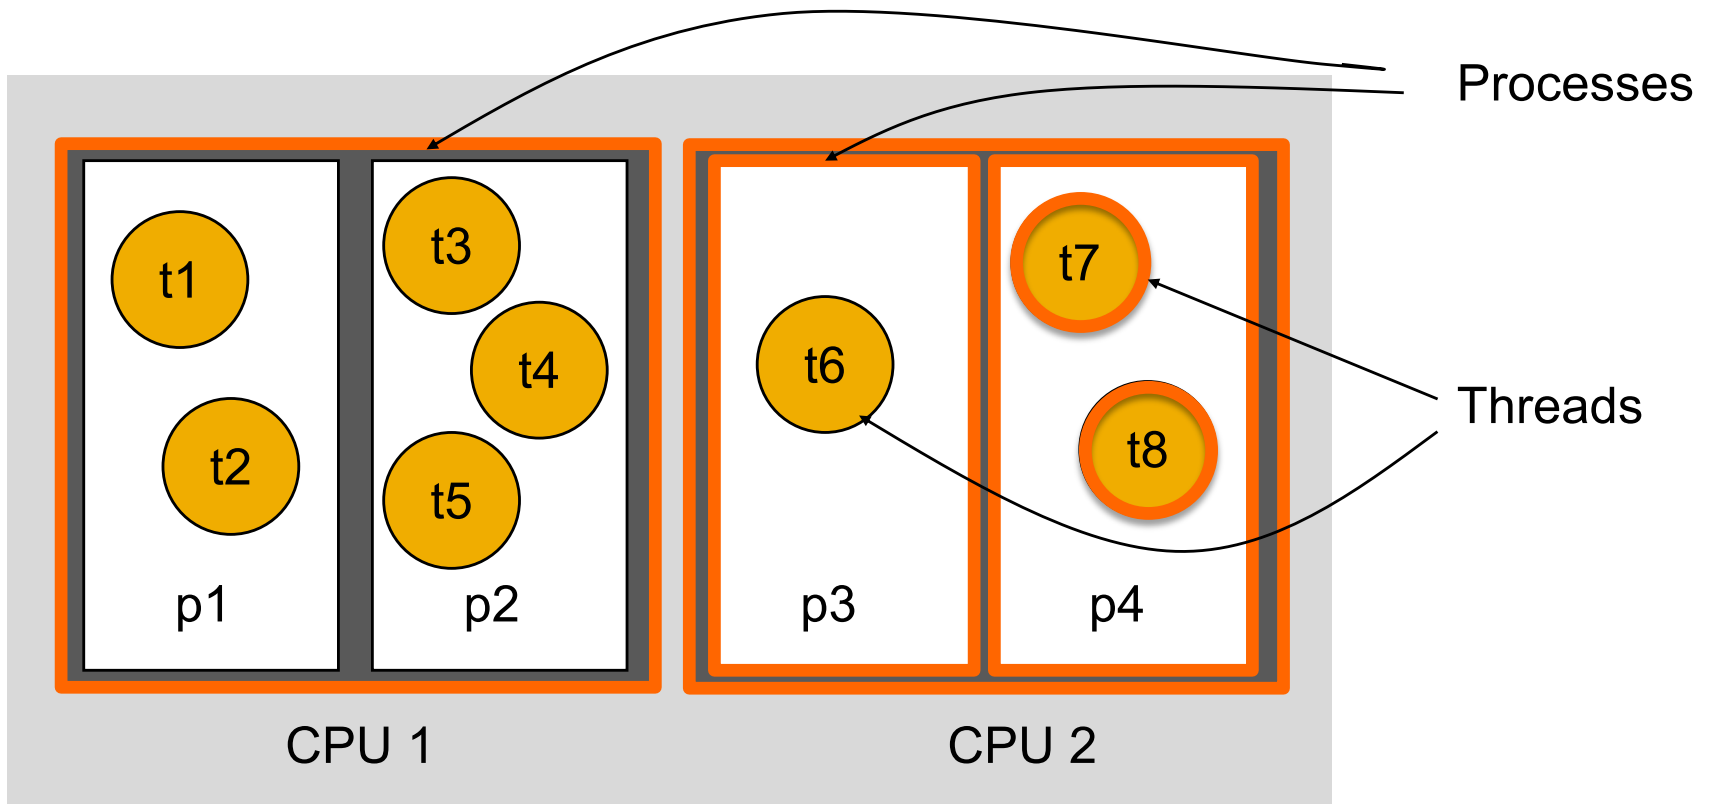 Processes
t1
t3
t7
t4
t6
Threads
t2
t5
t8
p1
p2
p3
p4
CPU 1
CPU 2